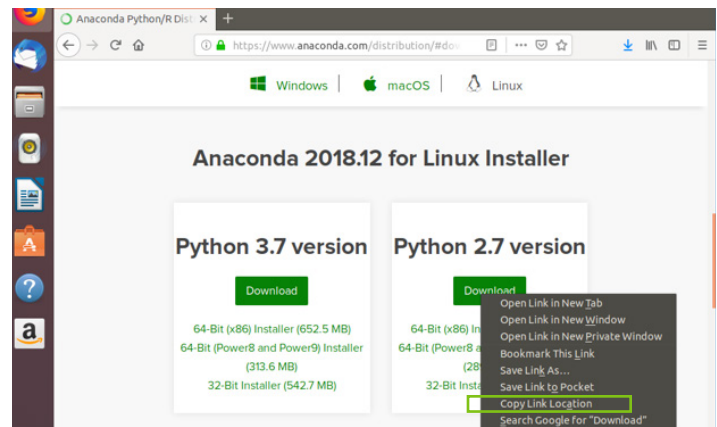 Anaconda Python/R Dist
https://www.anaconda.com/distribution/#do
Windows
macOS
Linux
Anaconda 2018.12 for Linux Installer
Python 3.7 version
Download
64-Bit (x86) Installer (652.5 MB)
64-Bit (Power8 and Power9) Installer
(313.6 MB)
32-Bit Installer (542.7 MB)
Python 2.7 version
Download
64-Bit (x86) In
64-Bit (Power8 a
(28
32-Bit Insta
Open Link in New Tab
Open Link in New Window
Open Link in New Private Window
Bookmark This Link
Save Link As...
Save Link to Pocket
Copy Link Location
Search Google for "Download"
a